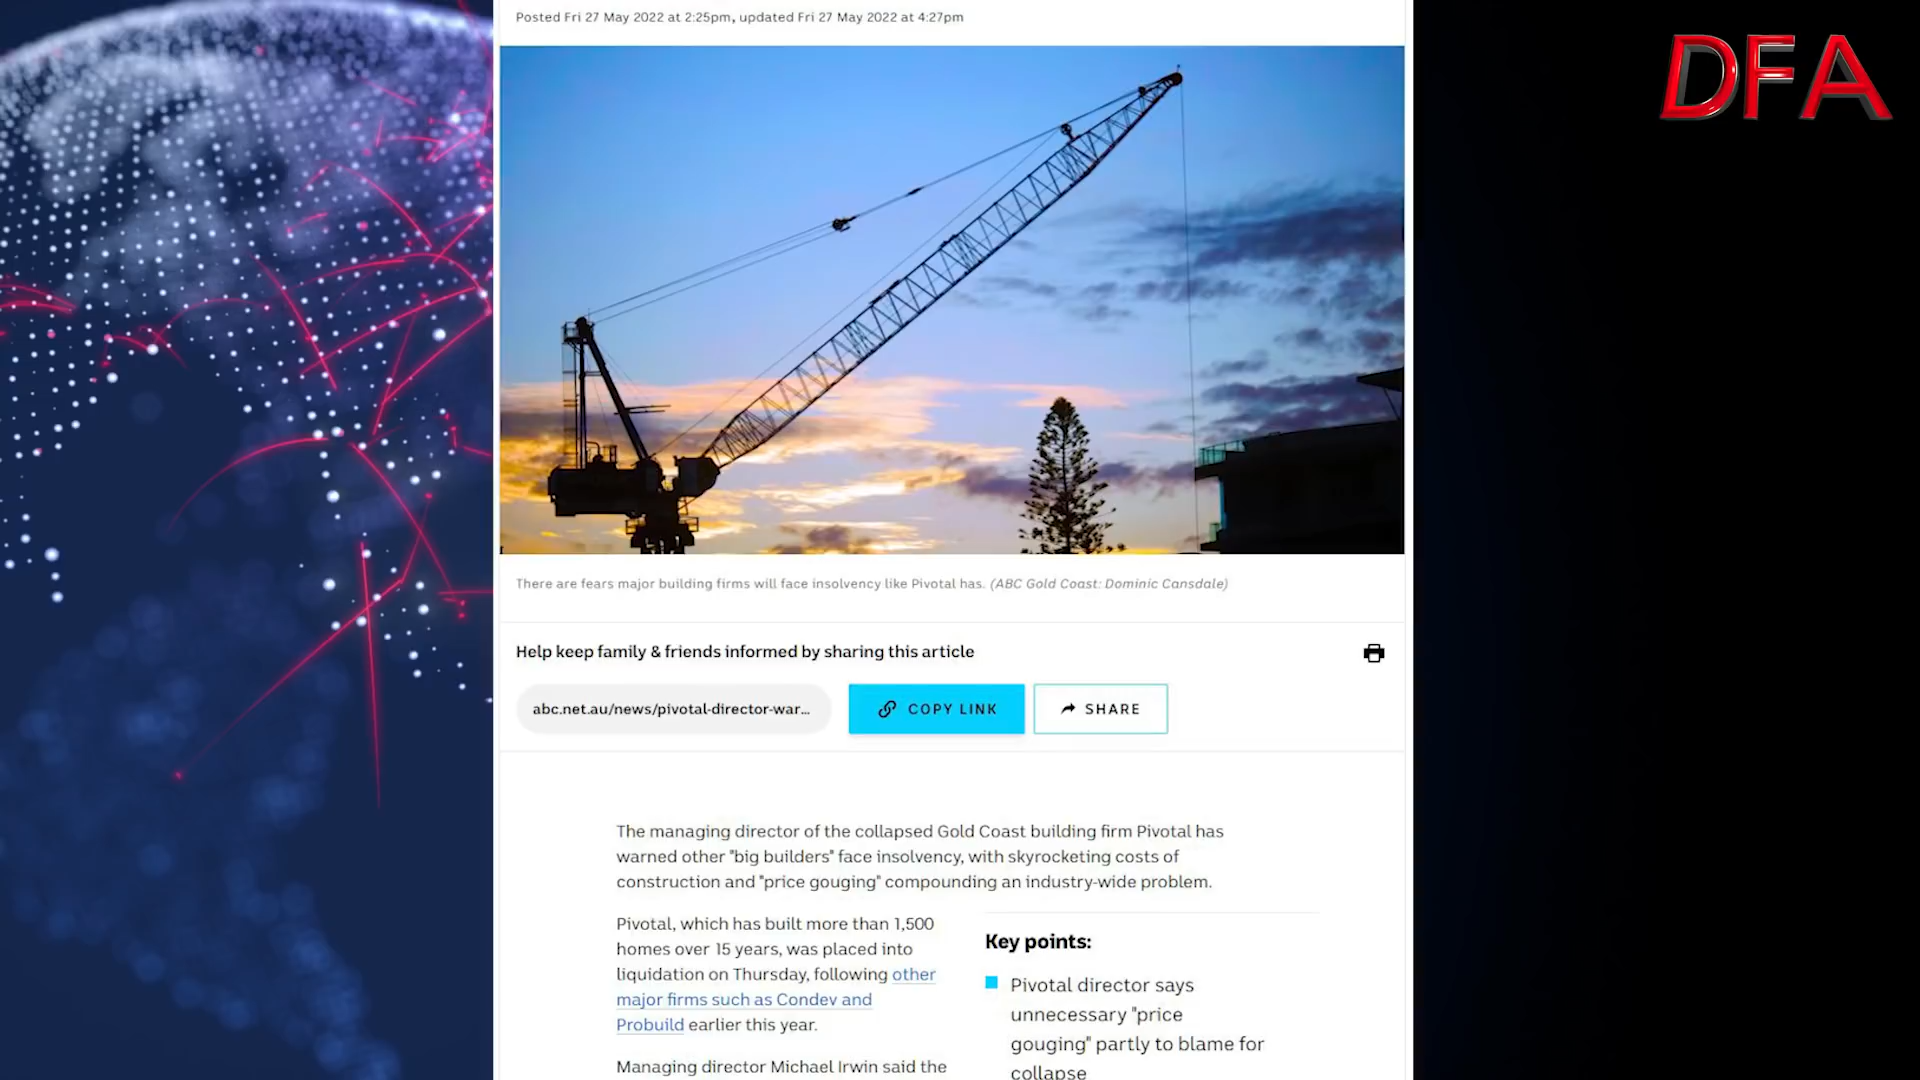 Posted Fri 27 May 2022 at 2:25pm, updated Fri 27 May 2022 at 4:27pm
DFA
There are fears major building firms will face insolvency like Pivotal has. (ABC Gold Coast: Dominic Cansdale)
Help keep family & friends informed by sharing this article
abc.net.au/news/pivotal-director-war...
COPY LINK
SHARE
The managing director of the collapsed Gold Coast building firm Pivotal has
warned other "big builders" face insolvency, with skyrocketing costs of
construction and "price gouging" compounding an industry-wide problem.
Pivotal, which has built more than 1,500
homes over 15 years, was placed into
liquidation on Thursday, following other
major firms such as Condev and
Probuild earlier this year.
Managing director Michael Irwin said the
Key points:
Pivotal director says
unnecessary "price
gouging" partly to blame for
collapse